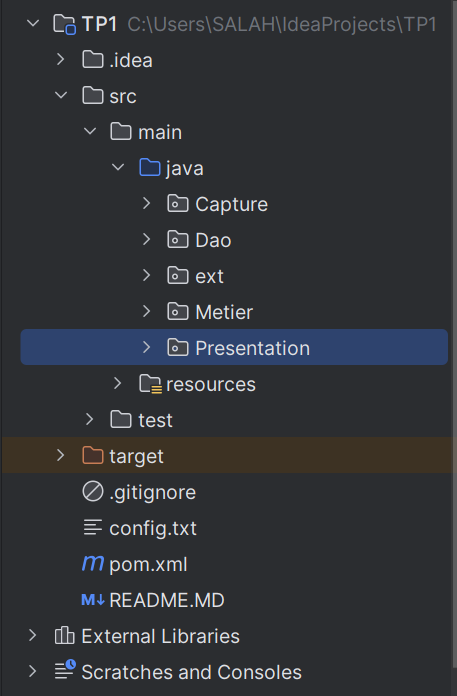 TP1 C:\Users\SALAH\IdeaProjects\TP1
.idea
src
main
java
Capture
Dao
ext
Metier
Presentation
resources
test
target
.gitignore
config.txt
m pom.xml
M↓ README.MD
External Libraries
Scratches and Consoles